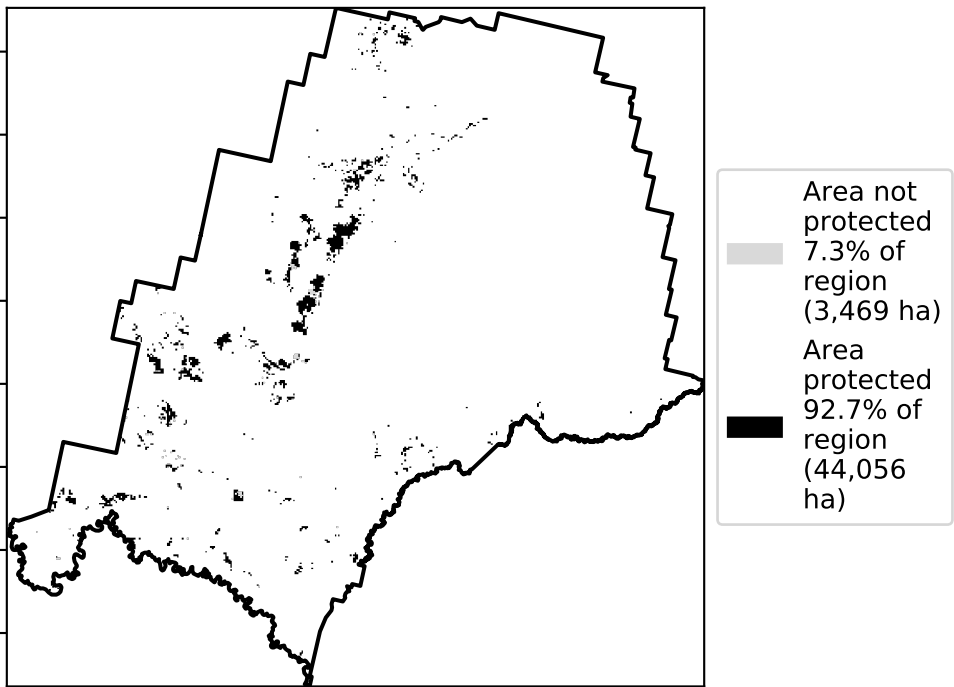 Area not
protected
7.3% of
region
(3,469 ha)
Area
protected
92.7% of
region
(44,056
ha)